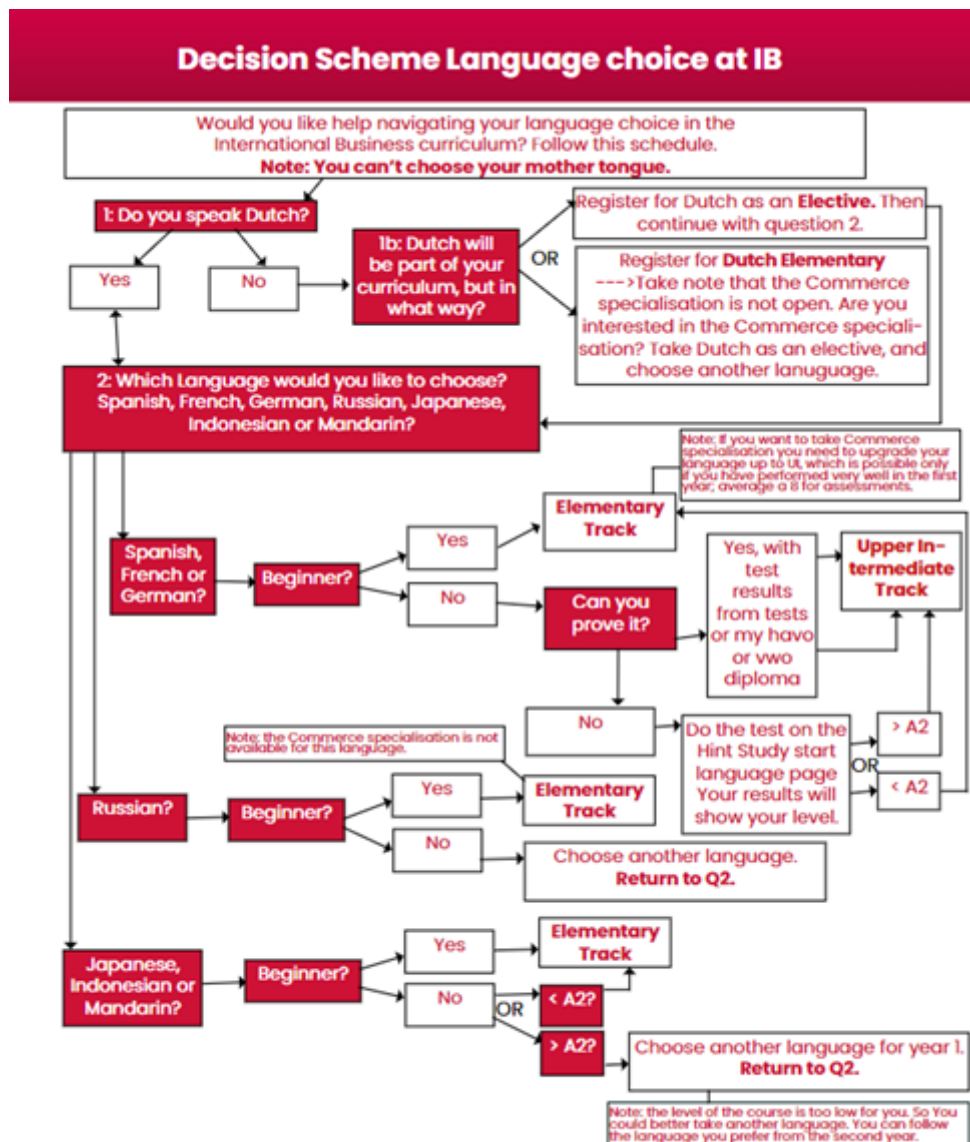 Decision Scheme Language choice at IB
Would you like help navigating your language choice in the
International Business curriculum? Follow this schedule.
Note: You can't choose your mother tongue.
1: Do you speak Dutch?
Yes
No
1b: Dutch will
be part of your
curriculum, but in
what way?
OR
Register for Dutch as an Elective. Then
continue with question 2.
Register for Dutch Elementary
--->Take note that the Commerce
specialisation is not open. Are you
interested in the Commerce speciali-
sation? Take Dutch as an elective, and
choose another lanuguage.
2: Which Language would you like to choose?
Spanish, French, German, Russian, Japanese,
Indonesian or Mandarin?
Note: If you want to take Commerce
specialisation you need to upgrade your
language up to UI, which is possible only
if you have performed very well in the first
year; average a 8 for assessments.
Spanish,
French or
German?
Beginner?
Yes
No
Elementary
Track
Can you
prove it?
Yes, with
test
results
from tests
or my havo
or vwo
diploma
Upper In-
termediate
Track
No
Do the test on the
Hint Study start
language page
Your results will
show your level.
> A2
OR
< A2
Note: the Commerce specialisation is not
available for this language.
Russian?
Beginner?
Yes
No
Elementary
Track
Choose another language.
Return to Q2.
Japanese,
Indonesian or
Mandarin?
Beginner?
Yes
No
Elementary
Track
OR
< A2?
> A2?
Choose another language for year 1.
Return to Q2.
Note: the level of the course is too low for you. So You
could better take another language. You can follow
the language you prefer from the second year.